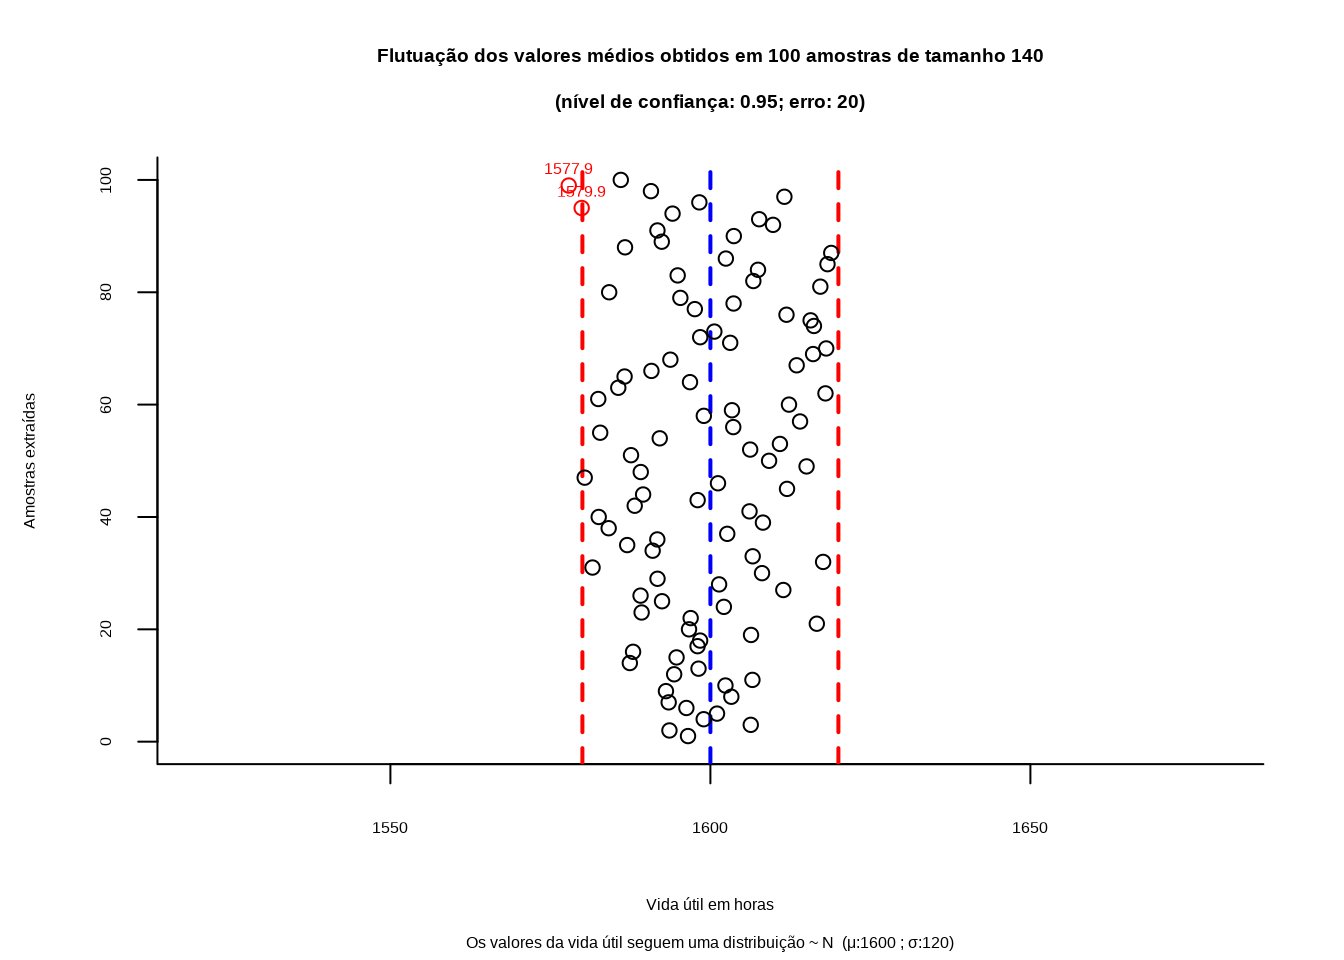 Flutuação dos valores médios obtidos em 100 amostras de tamanho 140
(nível de confiança: 0.95; erro: 20)
1577.9
1579.9
100
80
60
40
20
0
Amostras extraídas
1550
1600
1650
Vida útil em horas
Os valores da vida útil seguem uma distribuição ~ N  (μ:1600 ; σ:120)